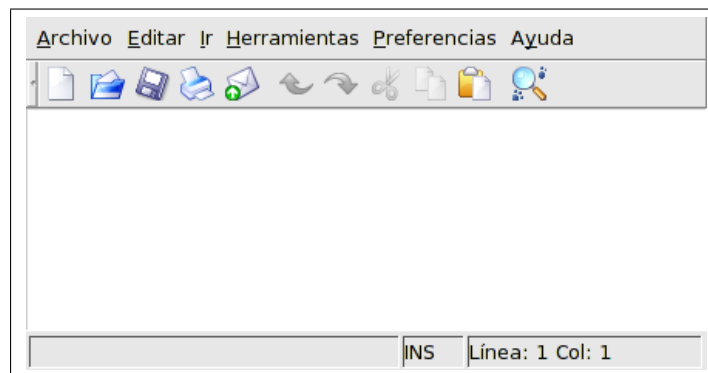 Archivo Editar Ir Herramientas Preferencias Ayuda
INS Línea: 1 Col: 1